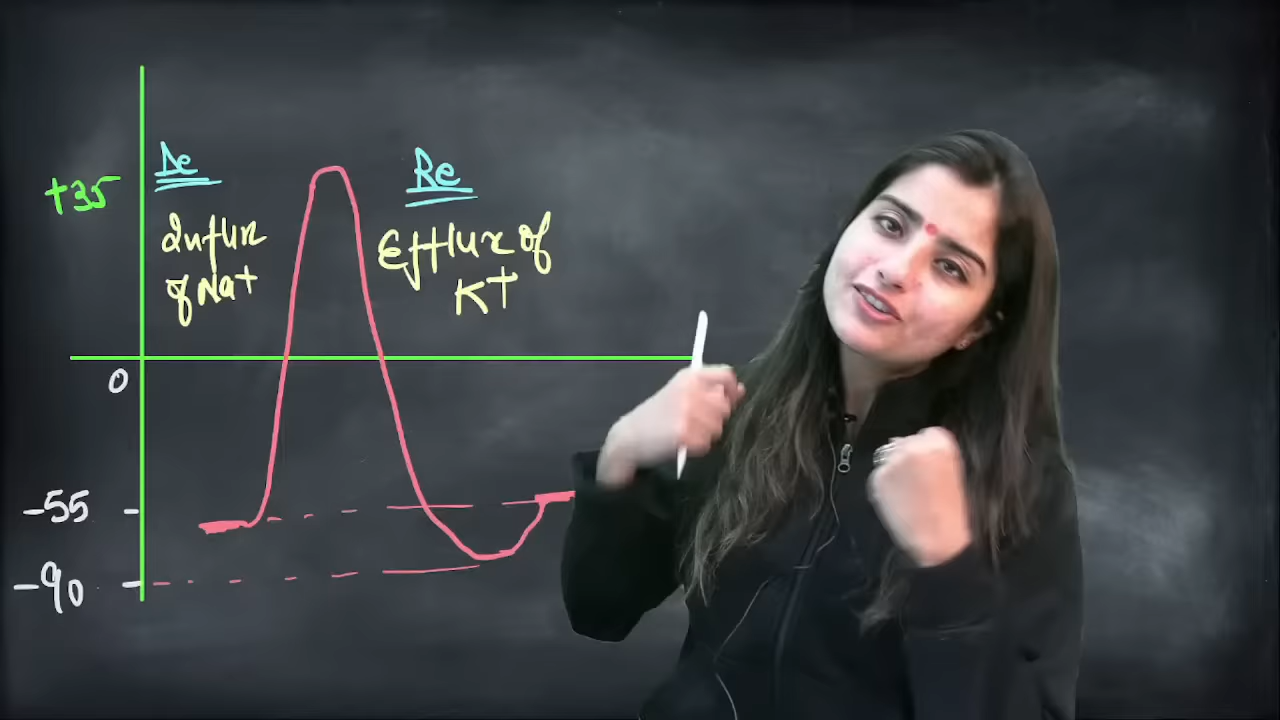 +35
De
Influx
of Na+
Re
Efflux of
K+
0
-55
-90